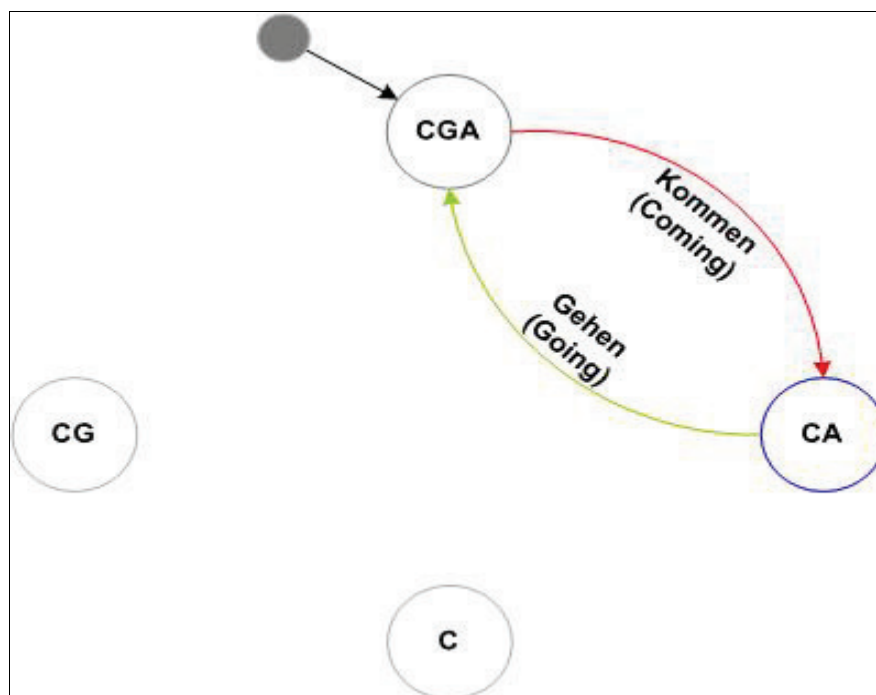 CGA
Kommen
(Coming)
Gehen
(Going)
CG
CA
C